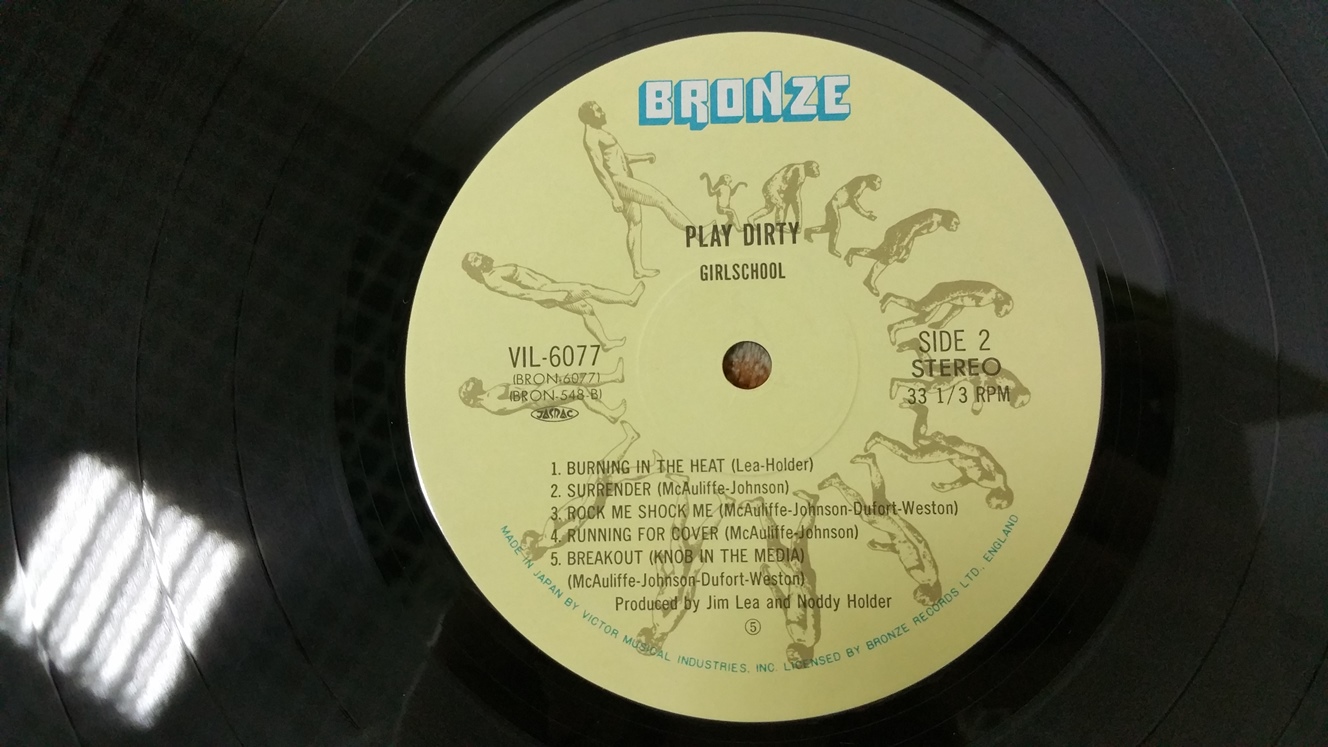 BRONZE
PLAY DIRTY
GIRLSCHOOL
VIL-6077
(BRON-6077)
(BRON-548-B)
JASRAC
SIDE 2
STEREO
33 1/3 RPM
1. BURNING IN THE HEAT (Lea-Holder)
2. SURRENDER (McAuliffe-Johnson)
3. ROCK ME SHOCK ME (McAuliffe-Johnson-Dufort-Weston)
4. RUNNING FOR COVER (McAuliffe-Johnson)
5. BREAKOUT (KNOB IN THE MEDIA)
(McAuliffe-Johnson-Dufort-Weston)
Produced by Jim Lea and Noddy Holder
⑤
MADE IN JAPAN BY VICTOR MUSICAL INDUSTRIES, INC. LICENSED BY BRONZE RECORDS LTD., ENGLAND